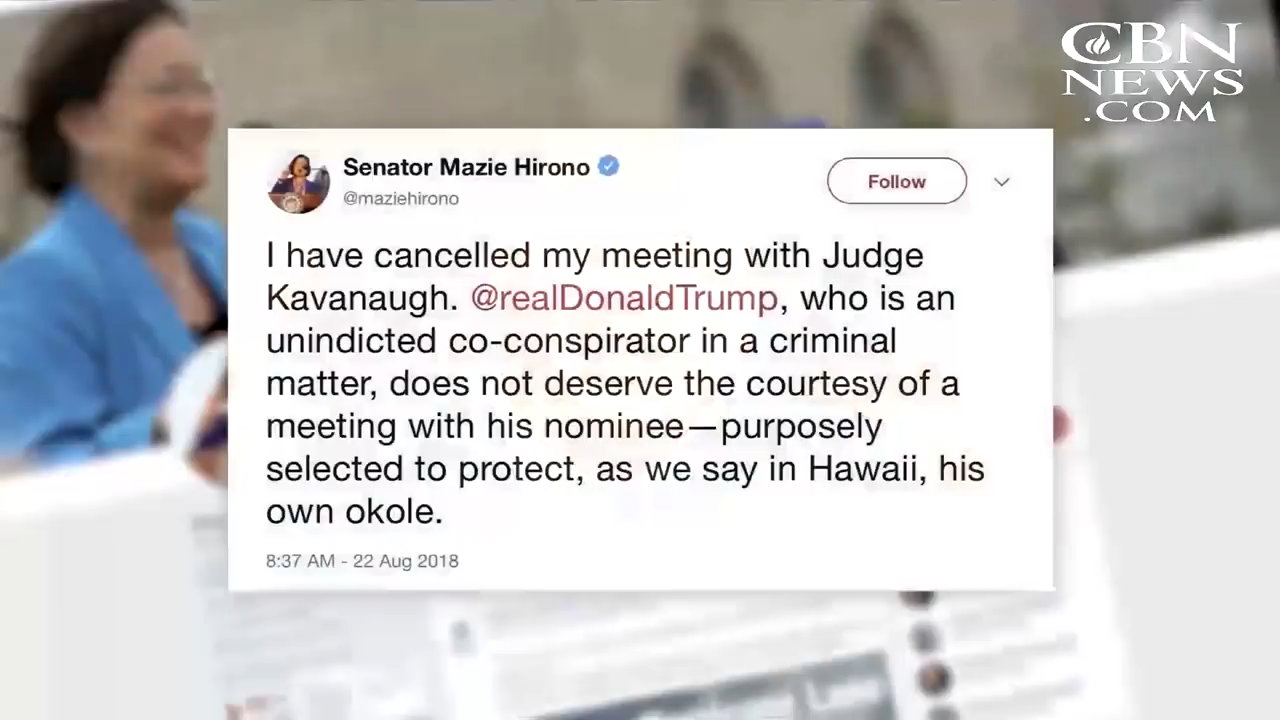 CBN
NEWS
.COM
Senator Mazie Hirono
@maziehirono
Follow
I have cancelled my meeting with Judge
Kavanaugh. @realDonaldTrump, who is an
unindicted co-conspirator in a criminal
matter, does not deserve the courtesy of a
meeting with his nominee—purposely
selected to protect, as we say in Hawaii, his
own okole.
8:37 AM - 22 Aug 2018